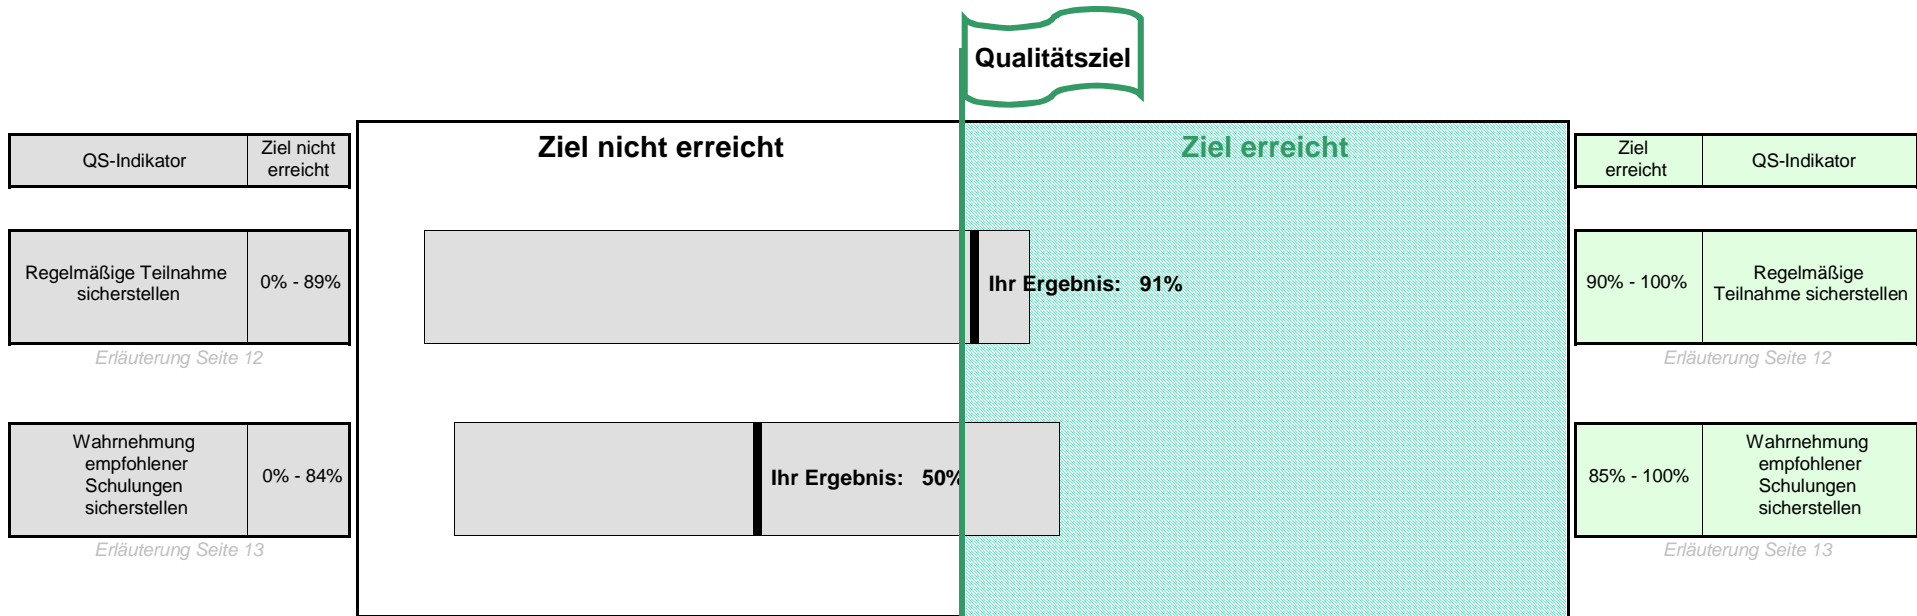 Qualitätsziel
QS-Indikator
Ziel nicht
erreicht
Ziel nicht erreicht
Ziel erreicht
Ziel
erreicht
QS-Indikator
Regelmäßige Teilnahme
sicherstellen
0% - 89%
Ihr Ergebnis: 91%
90% - 100%
Regelmäßige
Teilnahme sicherstellen
Erläuterung Seite 12
Erläuterung Seite 12
Wahrnehmung
empfohlener
Schulungen
sicherstellen
0% - 84%
Ihr Ergebnis: 50%
85% - 100%
Wahrnehmung
empfohlener
Schulungen
sicherstellen
Erläuterung Seite 13
Erläuterung Seite 13